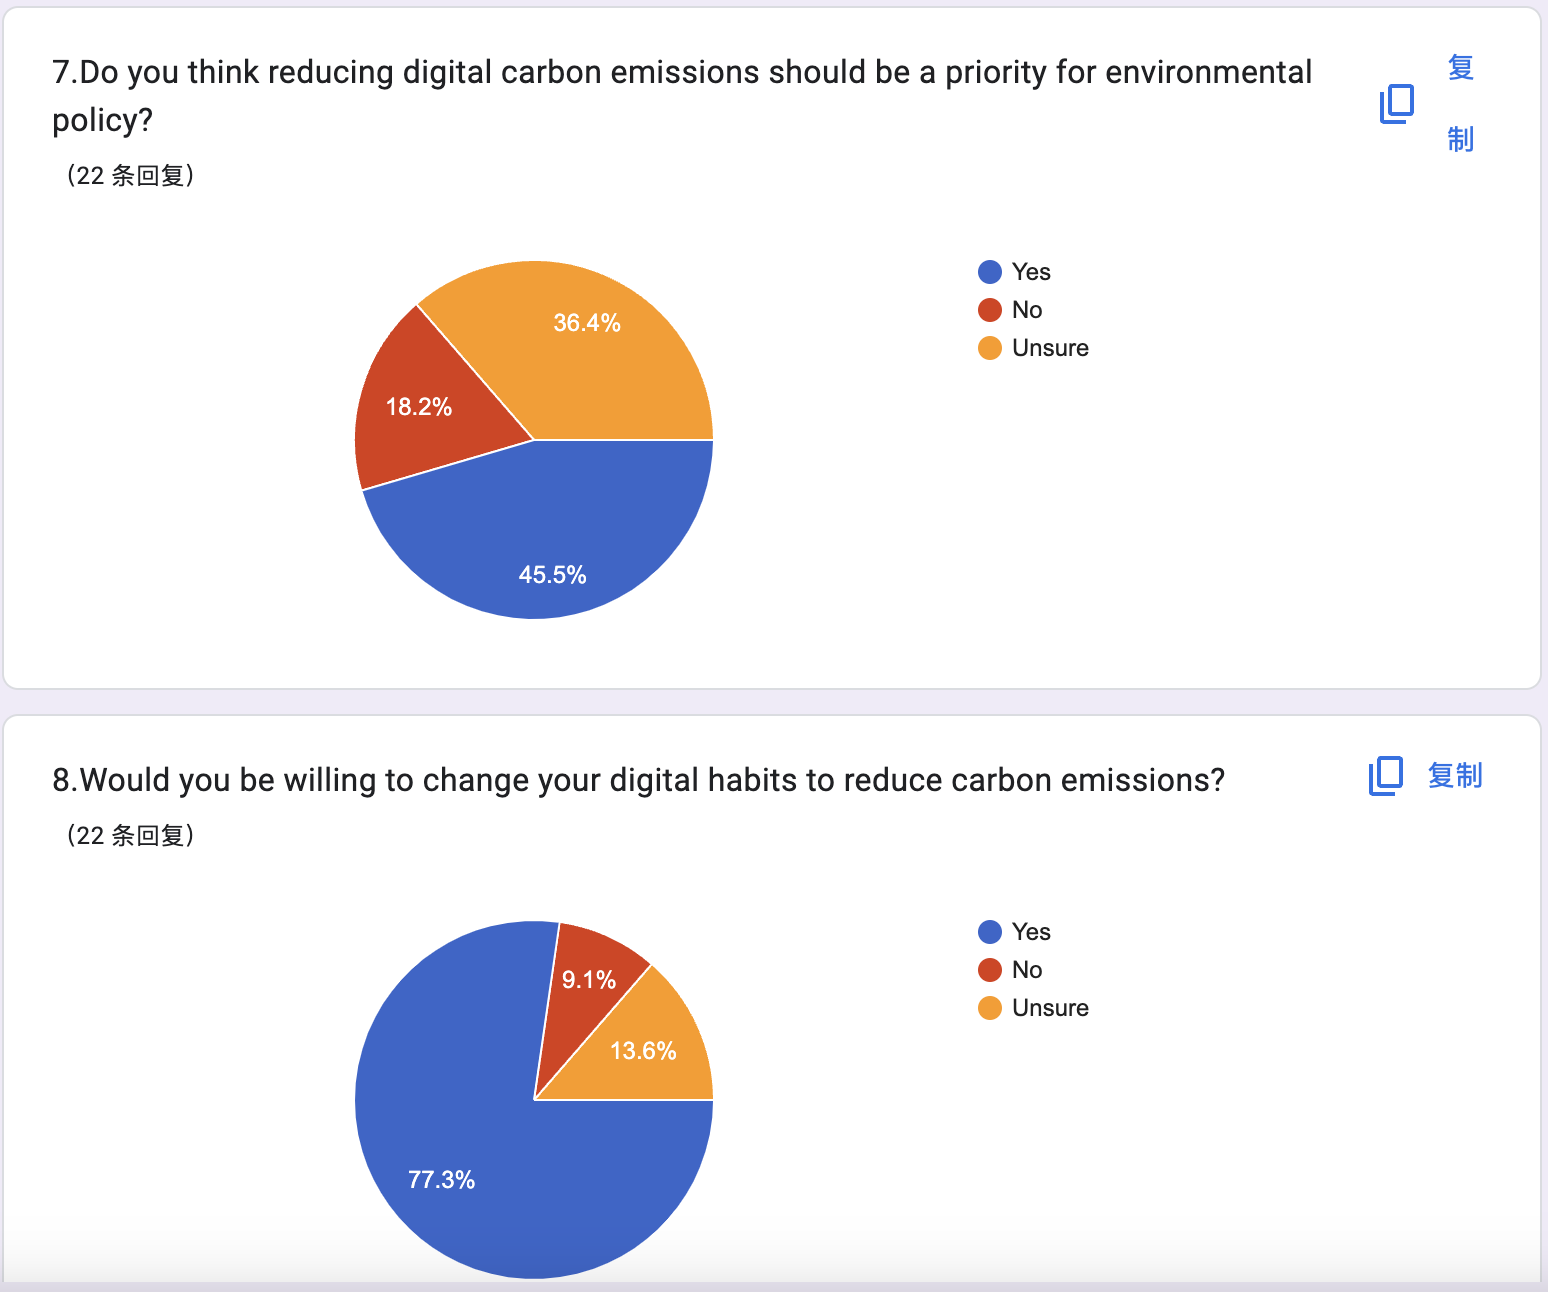 7.Do you think reducing digital carbon emissions should be a priority for environmental
policy?
复
制
（22 条回复）
Yes
No
Unsure
36.4%
18.2%
45.5%
8.Would you be willing to change your digital habits to reduce carbon emissions?
复制
（22 条回复）
Yes
No
Unsure
9.1%
13.6%
77.3%